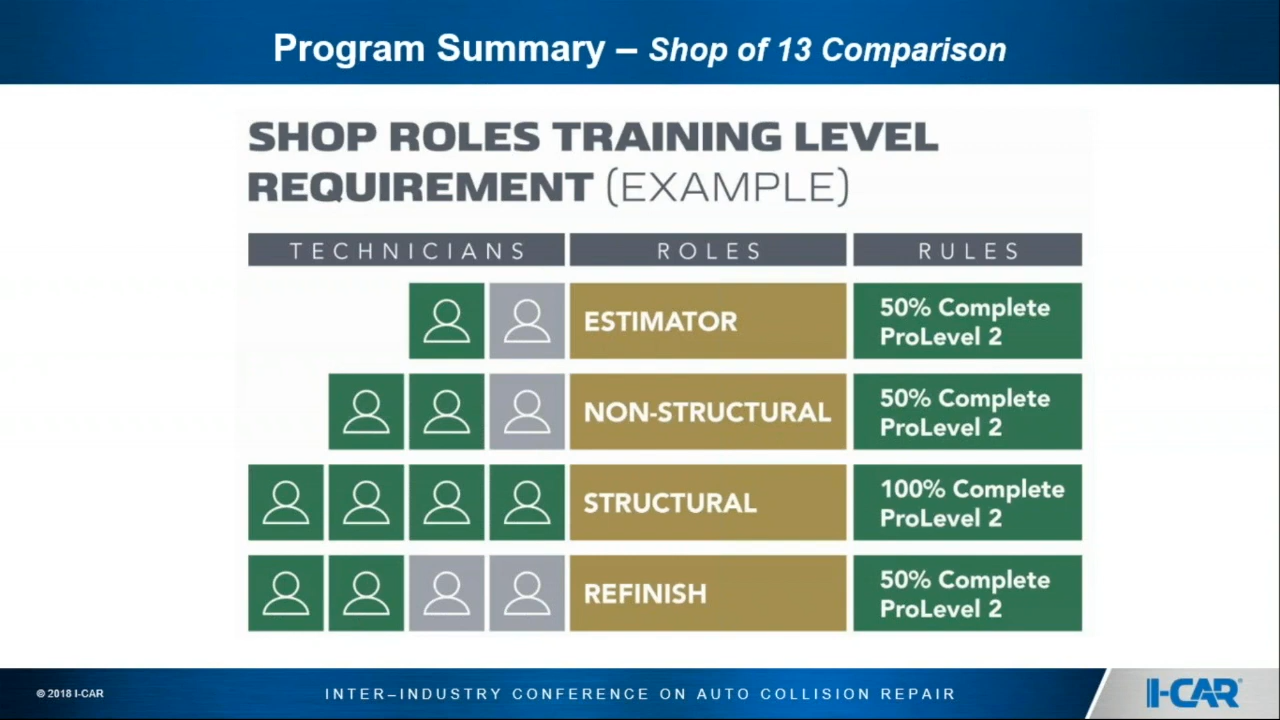 Program Summary – Shop of 13 Comparison
SHOP ROLES TRAINING LEVEL
REQUIREMENT (EXAMPLE)
TECHNICIANS ROLES RULES
ESTIMATOR
50% Complete
ProLevel 2
NON-STRUCTURAL
50% Complete
ProLevel 2
STRUCTURAL
100% Complete
ProLevel 2
REFINISH
50% Complete
ProLevel 2
© 2018 I-CAR
INTER–INDUSTRY CONFERENCE ON AUTO COLLISION REPAIR
I-CAR®